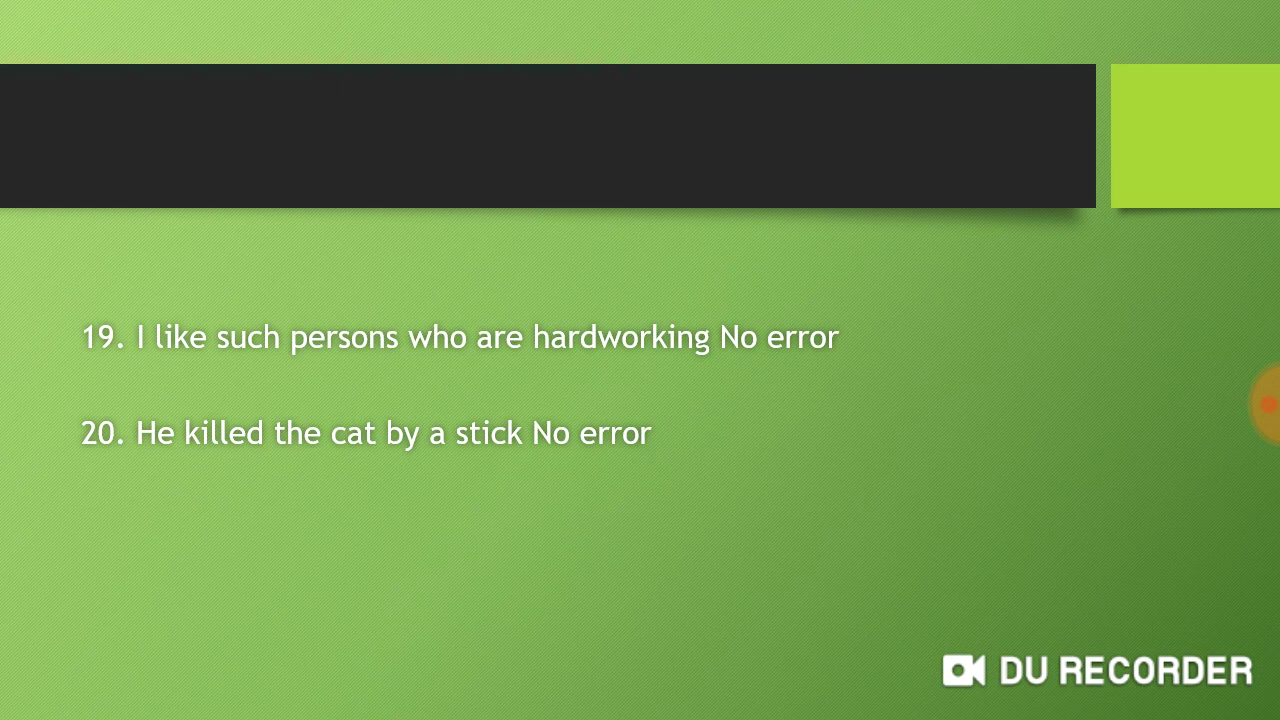 19. I like such persons who are hardworking No error
20. He killed the cat by a stick No error
DU RECORDER